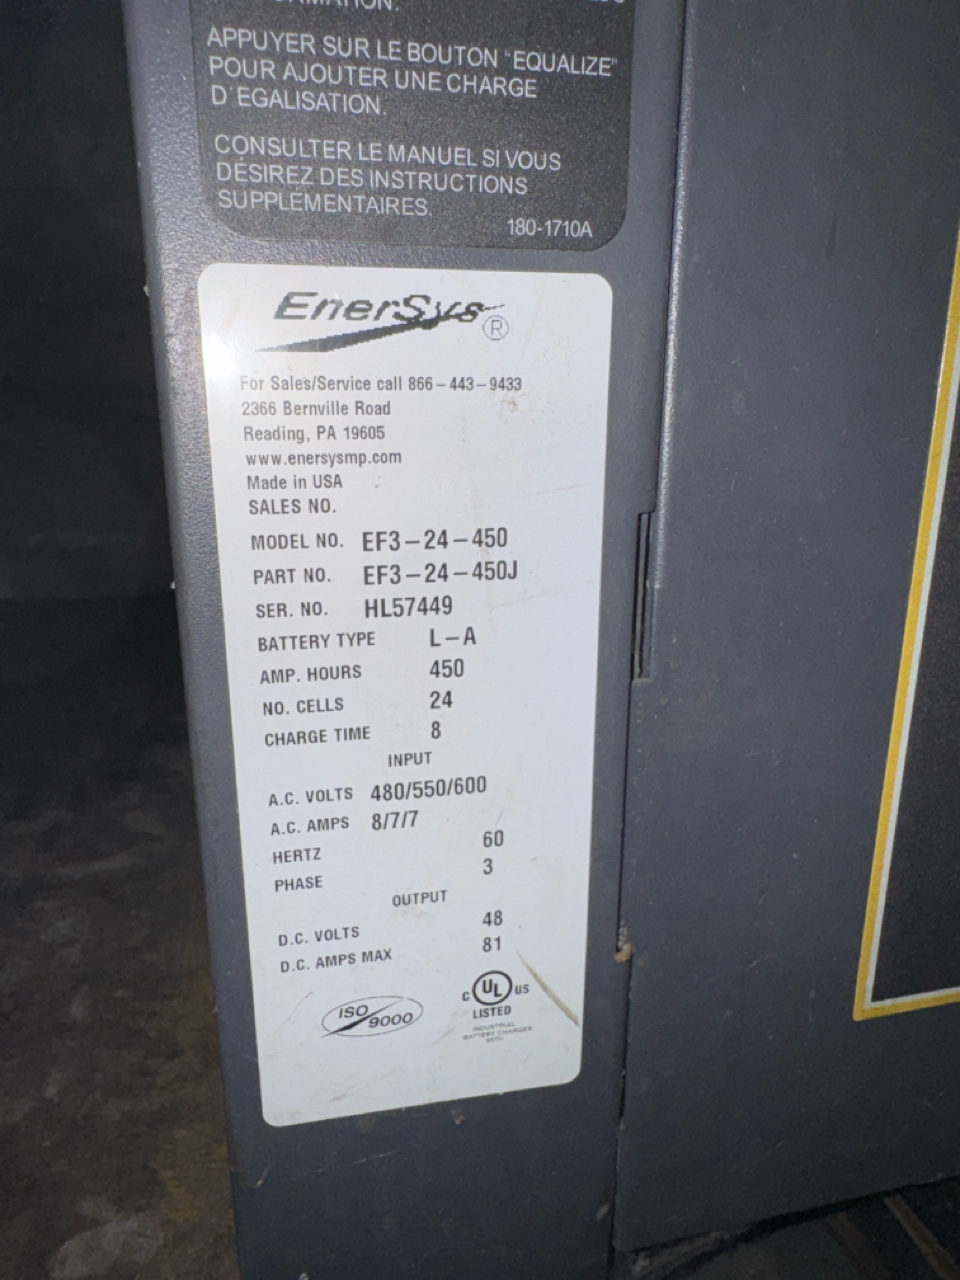 APPUYER SUR LE BOUTON "EQUALIZE"
POUR AJOUTER UNE CHARGE
D'EGALISATION.
CONSULTER LE MANUEL SI VOUS
DÉSIREZ DES INSTRUCTIONS
SUPPLEMENTAIRES.
180-1710A
EnerSys®
For Sales/Service call 866-443-9433
2366 Bernville Road
Reading, PA 19605
www.enersysmp.com
Made in USA
SALES NO.
MODEL NO. EF3-24-450
PART NO. EF3-24-450J
SER. NO. HL57449
BATTERY TYPE L-A
AMP. HOURS 450
NO. CELLS 24
CHARGE TIME 8
INPUT
A.C. VOLTS 480/550/600
A.C. AMPS 8/7/7
HERTZ 60
PHASE 3
OUTPUT
D.C. VOLTS 48
D.C. AMPS MAX 81
ISO 9000
C UL US
LISTED
INDUSTRIAL
BATTERY CHARGER